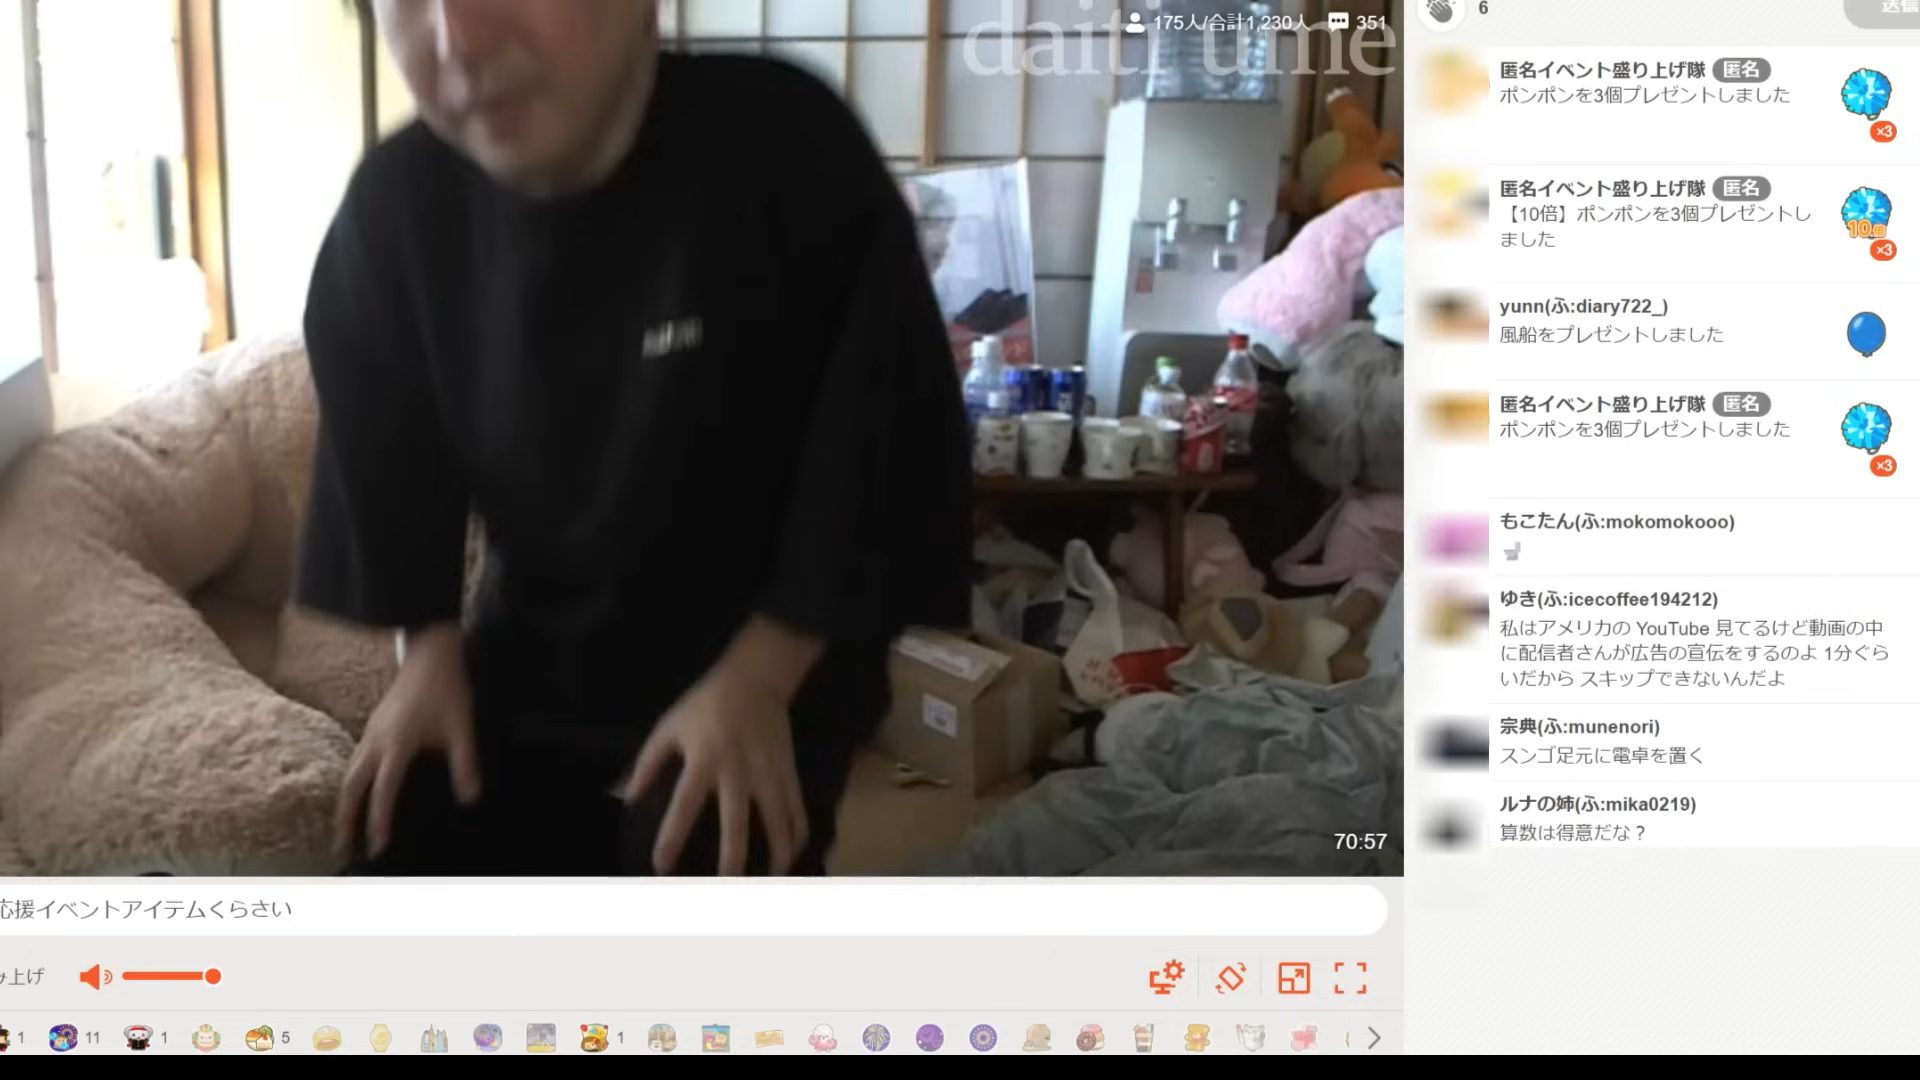 daiti ume
175人/合計1,230人 351
6
送信
匿名イベント盛り上げ隊 匿名
ポンポンを3個プレゼントしました
×3
匿名イベント盛り上げ隊 匿名
【10倍】ポンポンを3個プレゼントし
ました
10倍
×3
yunn(ふ:diary722_)
風船をプレゼントしました
匿名イベント盛り上げ隊 匿名
ポンポンを3個プレゼントしました
×3
もこたん(ふ:mokomokooo)
ゆき(ふ:icecoffee194212)
私はアメリカの YouTube 見てるけど動画の中
に配信者さんが広告の宣伝をするのよ 1分ぐら
いだから スキップできないんだよ
宗典(ふ:munenori)
スンゴ足元に電卓を置く
ルナの姉(ふ:mika0219)
算数は得意だな？
70:57
応援イベントアイテムくらさい
み上げ
1 11 1 5 1